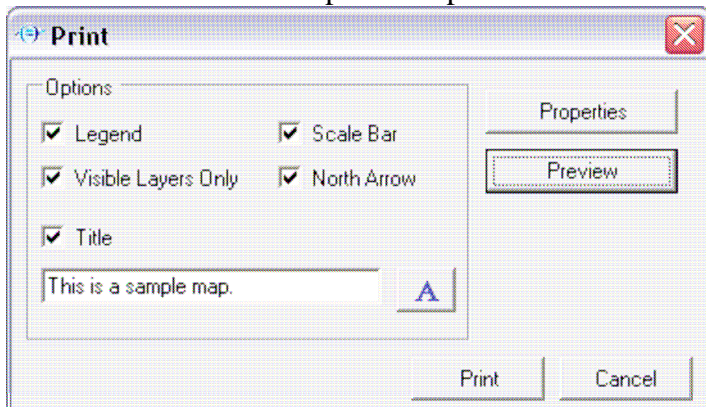 Print
Options
Legend
Scale Bar
Properties
Visible Layers Only
North Arrow
Preview
Title
This is a sample map.
A
Print
Cancel